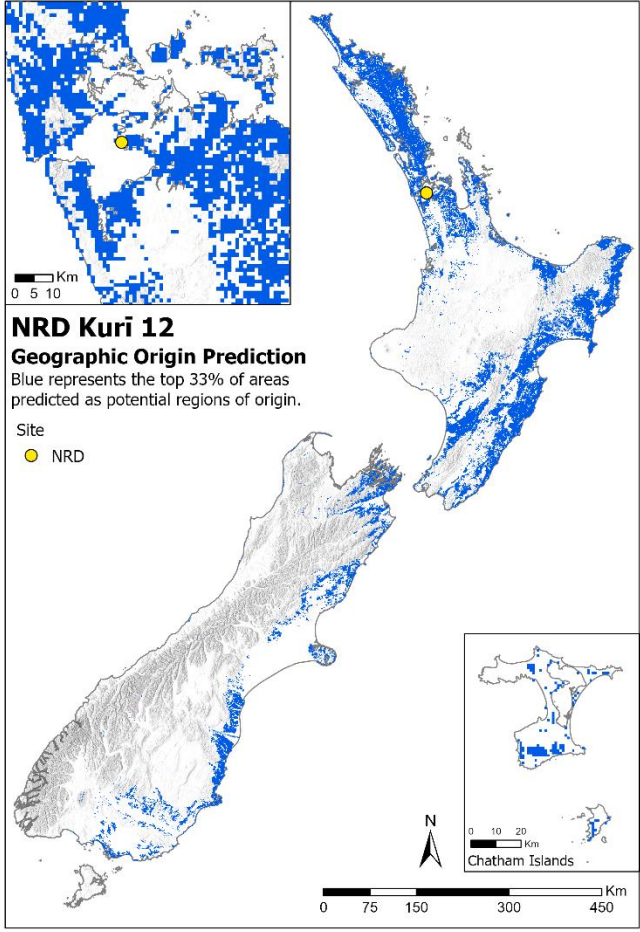 Km
0 5 10
NRD Kurī 12
Geographic Origin Prediction
Blue represents the top 33% of areas
predicted as potential regions of origin.
Site
NRD
N
0 10 20
Km
Chatham Islands
Km
0 75 150 300 450